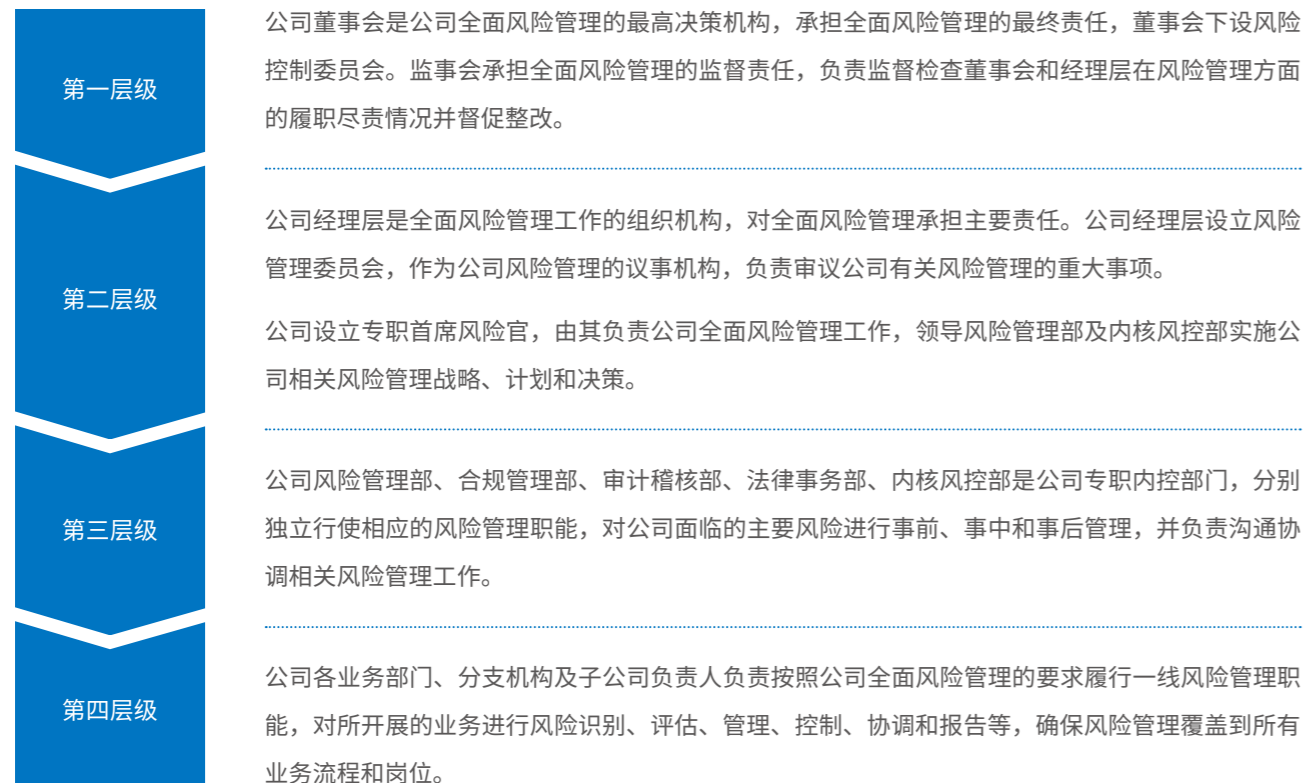 第一层级
公司董事会是公司全面风险管理的最高决策机构，承担全面风险管理的最终责任，董事会下设风险
控制委员会。监事会承担全面风险管理的监督责任，负责监督检查董事会和经理层在风险管理方面
的履职尽责情况并督促整改。
第二层级
公司经理层是全面风险管理工作的组织机构，对全面风险管理承担主要责任。公司经理层设立风险
管理委员会，作为公司风险管理的议事机构，负责审议公司有关风险管理的重大事项。
公司设立专职首席风险官，由其负责公司全面风险管理工作，领导风险管理部及内核风控部实施公
司相关风险管理战略、计划和决策。
第三层级
公司风险管理部、合规管理部、审计稽核部、法律事务部、内核风控部是公司专职内控部门，分别
独立行使相应的风险管理职能，对公司面临的主要风险进行事前、事中和事后管理，并负责沟通协
调相关风险管理工作。
第四层级
公司各业务部门、分支机构及子公司负责人负责按照公司全面风险管理的要求履行一线风险管理职
能，对所开展的业务进行风险识别、评估、管理、控制、协调和报告等，确保风险管理覆盖到所有
业务流程和岗位。